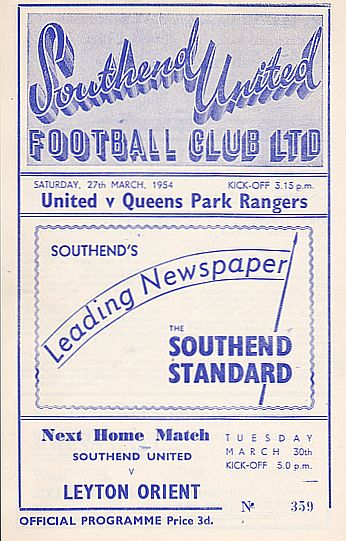 Southend United
FOOTBALL CLUB LTD
SATURDAY, 27th MARCH, 1954 KICK-OFF 3.15 p.m.
United v Queens Park Rangers
SOUTHEND'S
Leading Newspaper
THE
SOUTHEND
STANDARD
Next Home Match
SOUTHEND UNITED
v
LEYTON ORIENT
TUESDAY
MARCH 30th
KICK-OFF 5.0 p.m.
No 359
OFFICIAL PROGRAMME Price 3d.